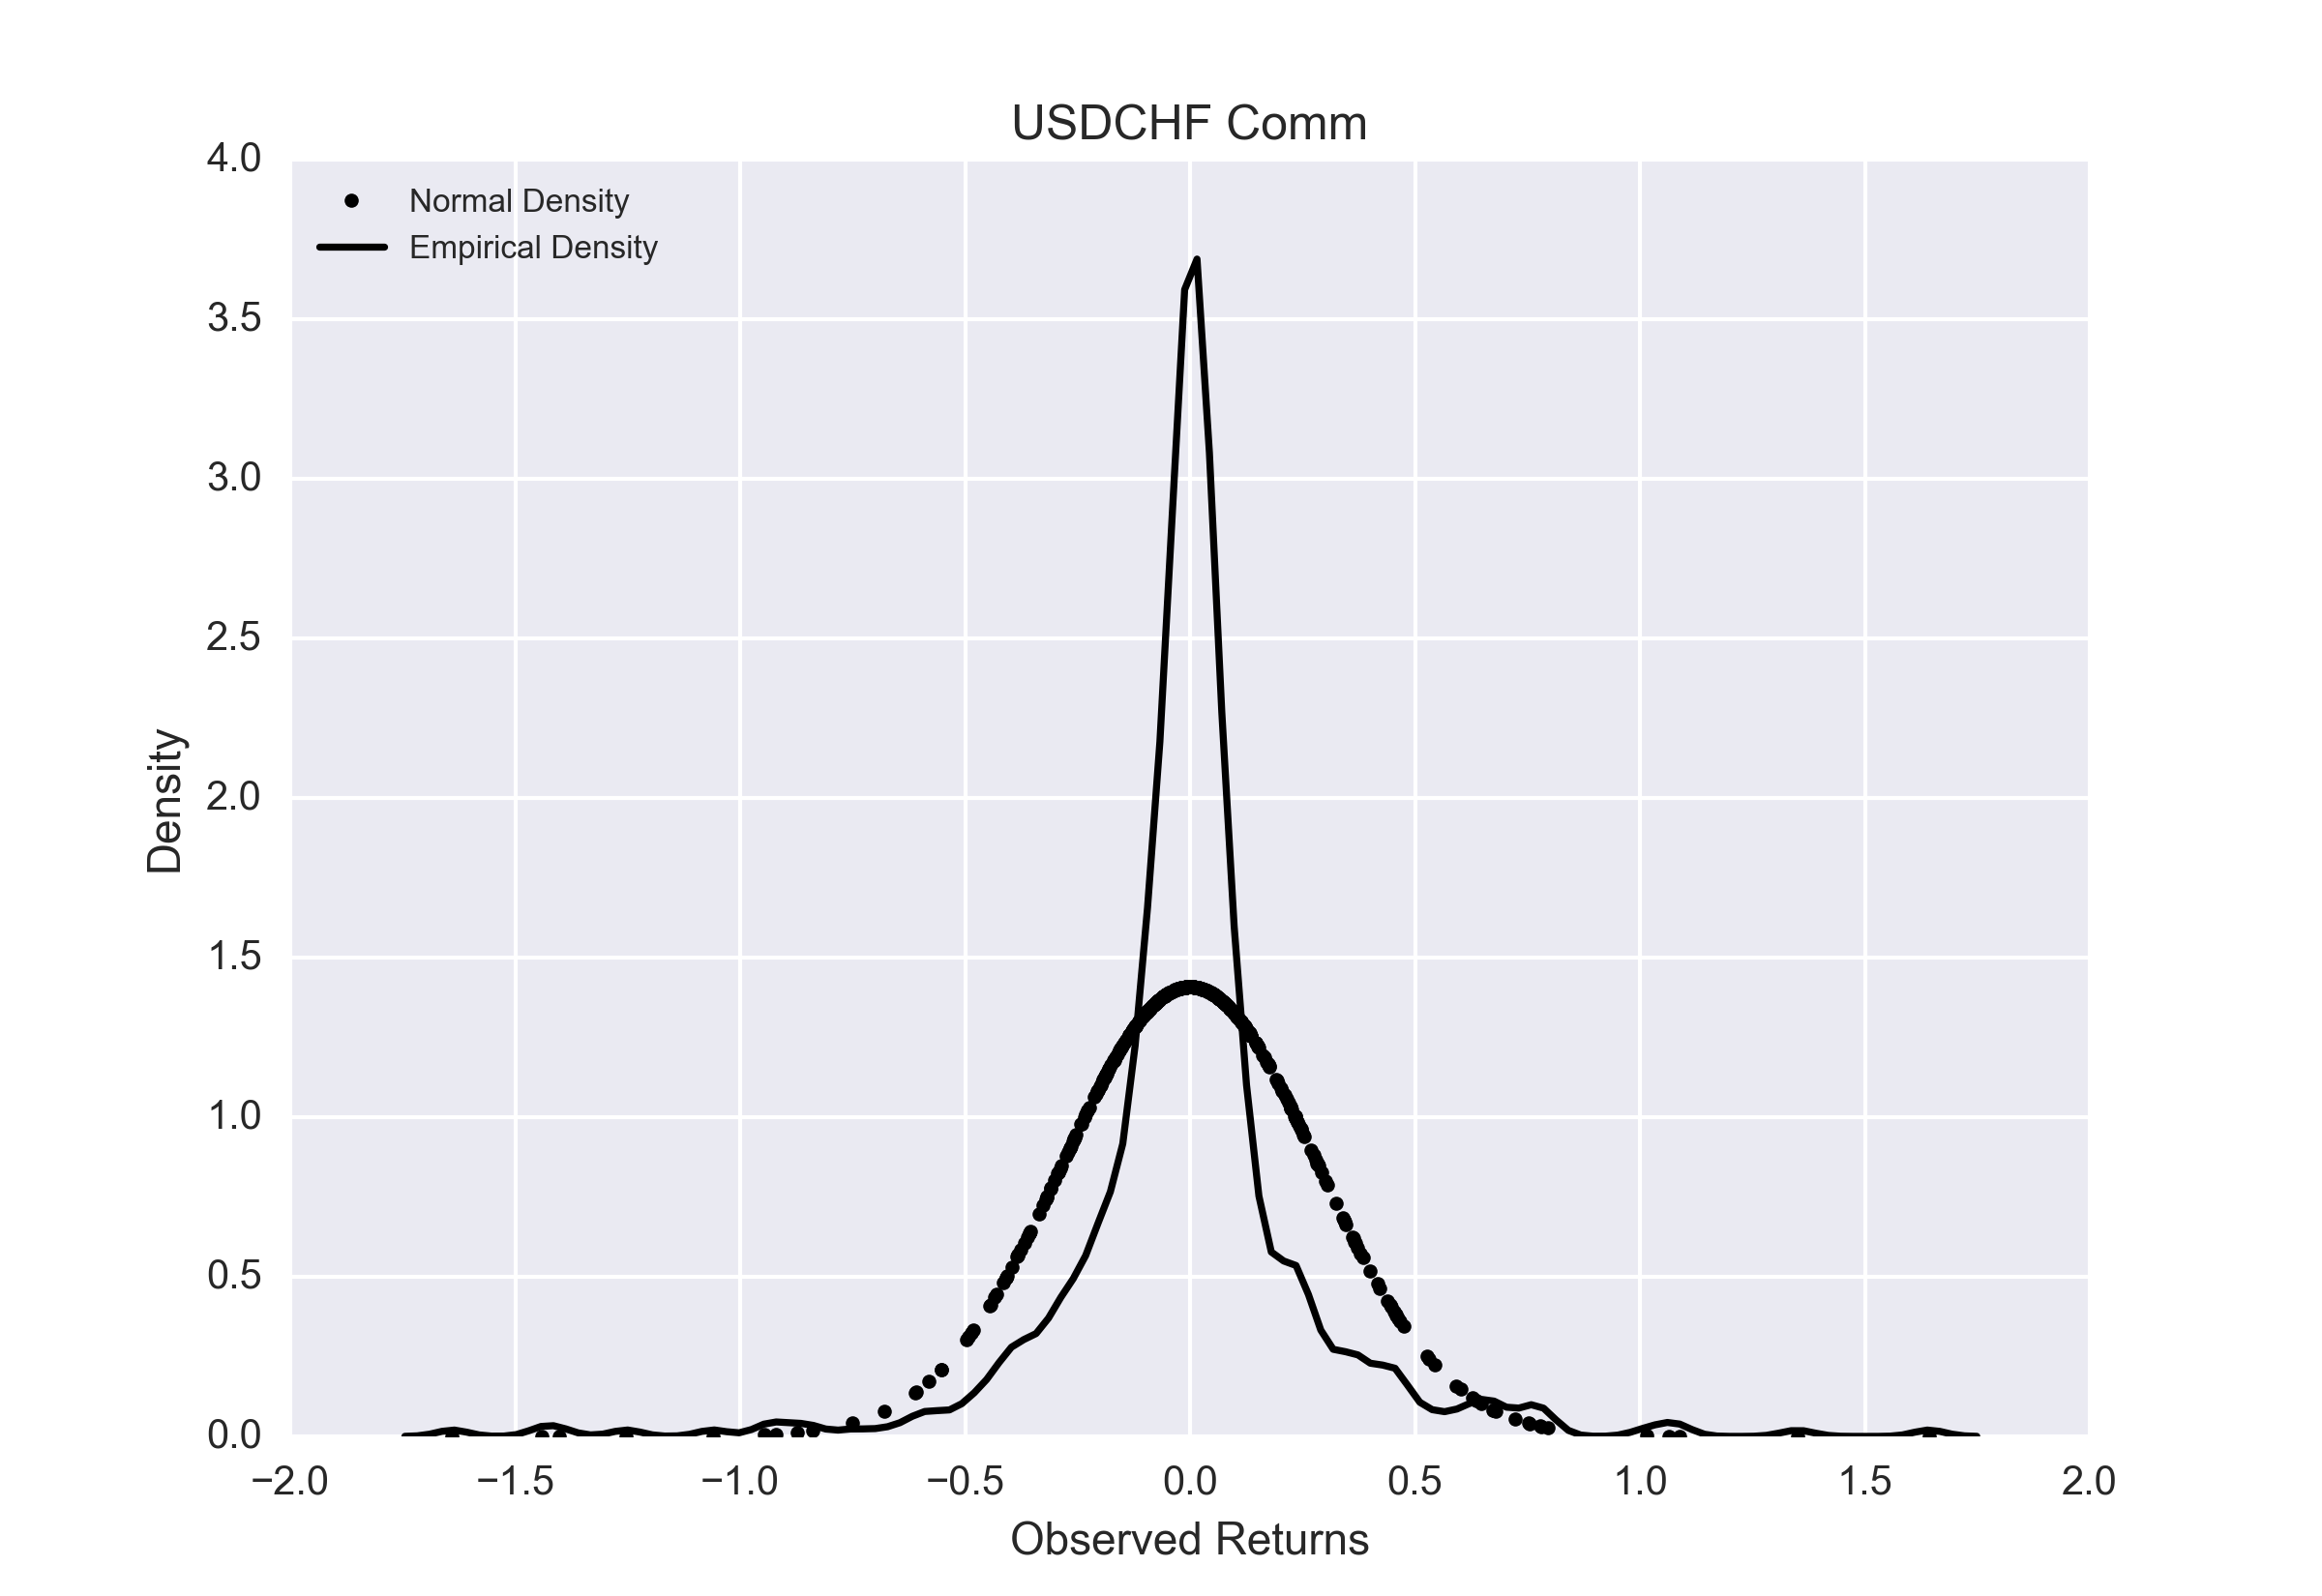 USDCHF Comm
Normal Density
Empirical Density
4.0
3.5
3.0
2.5
2.0
1.5
1.0
0.5
0.0
Density
−2.0 −1.5 −1.0 −0.5 0.0 0.5 1.0 1.5 2.0
Observed Returns